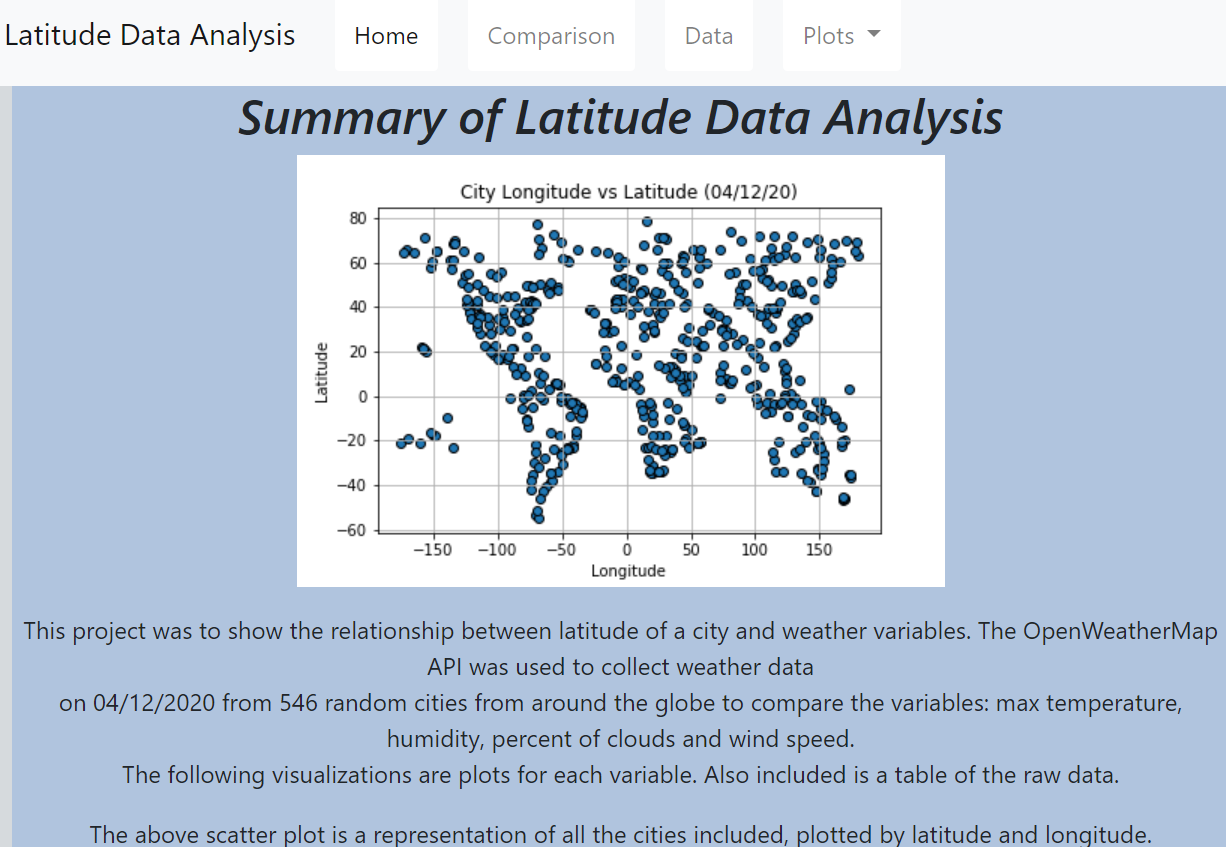 Latitude Data Analysis Home Comparison Data Plots
Summary of Latitude Data Analysis
City Longitude vs Latitude (04/12/20)
80
60
40
20
0
−20
−40
−60
Latitude
−150 −100 −50 0 50 100 150
Longitude
This project was to show the relationship between latitude of a city and weather variables. The OpenWeatherMap
API was used to collect weather data
on 04/12/2020 from 546 random cities from around the globe to compare the variables: max temperature,
humidity, percent of clouds and wind speed.
The following visualizations are plots for each variable. Also included is a table of the raw data.
The above scatter plot is a representation of all the cities included, plotted by latitude and longitude.